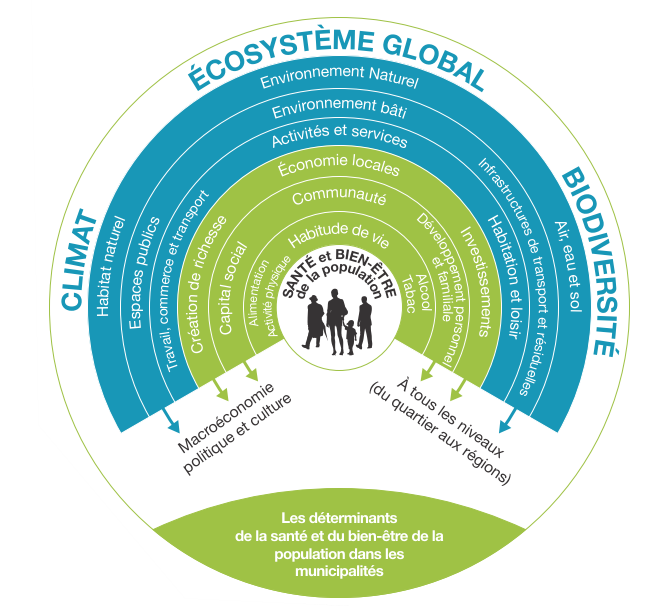 ÉCOSYSTÈME GLOBAL
CLIMAT
BIODIVERSITÉ
Environnement Naturel
Habitat naturel
Air, eau et sol
Environnement bâti
Espaces publics
Infrastructures de transport et résiduelles
Activités et services
Travail, commerce et transport
Habitation et loisir
Économie locales
Création de richesse
Investissements
Communauté
Capital social
Développement personnel
et familiale
Habitude de vie
Alimentation
Activité physique
Alcool
Tabac
SANTÉ et BIEN-ÊTRE
de la population
Macroéconomie
politique et culture
À tous les niveaux
(du quartier aux régions)
Les déterminants
de la santé et du bien-être de la
population dans les
municipalités